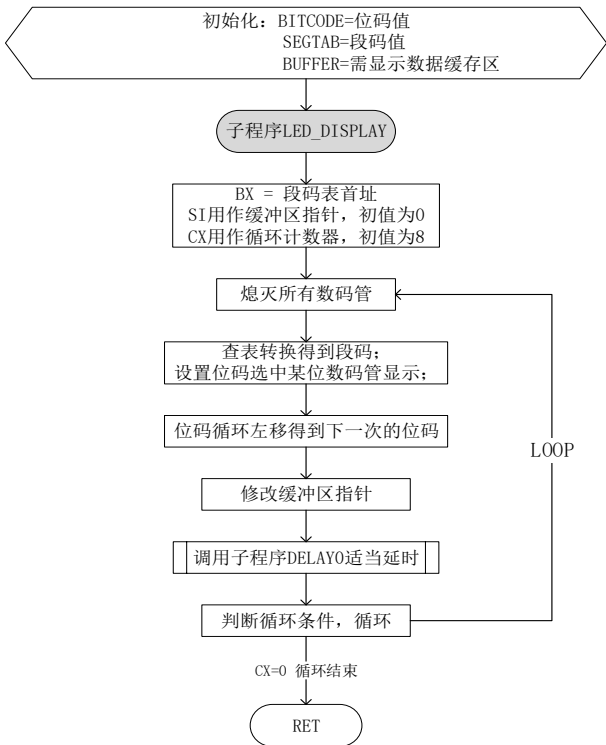 初始化：BITCODE=位码值
SEGTAB=段码值
BUFFER=需显示数据缓存区
子程序LED_DISPLAY
BX = 段码表首址
SI用作缓冲区指针，初值为0
CX用作循环计数器，初值为8
熄灭所有数码管
查表转换得到段码；
设置位码选中某位数码管显示；
位码循环左移得到下一次的位码
LOOP
修改缓冲区指针
调用子程序DELAY0适当延时
判断循环条件，循环
CX=0 循环结束
RET